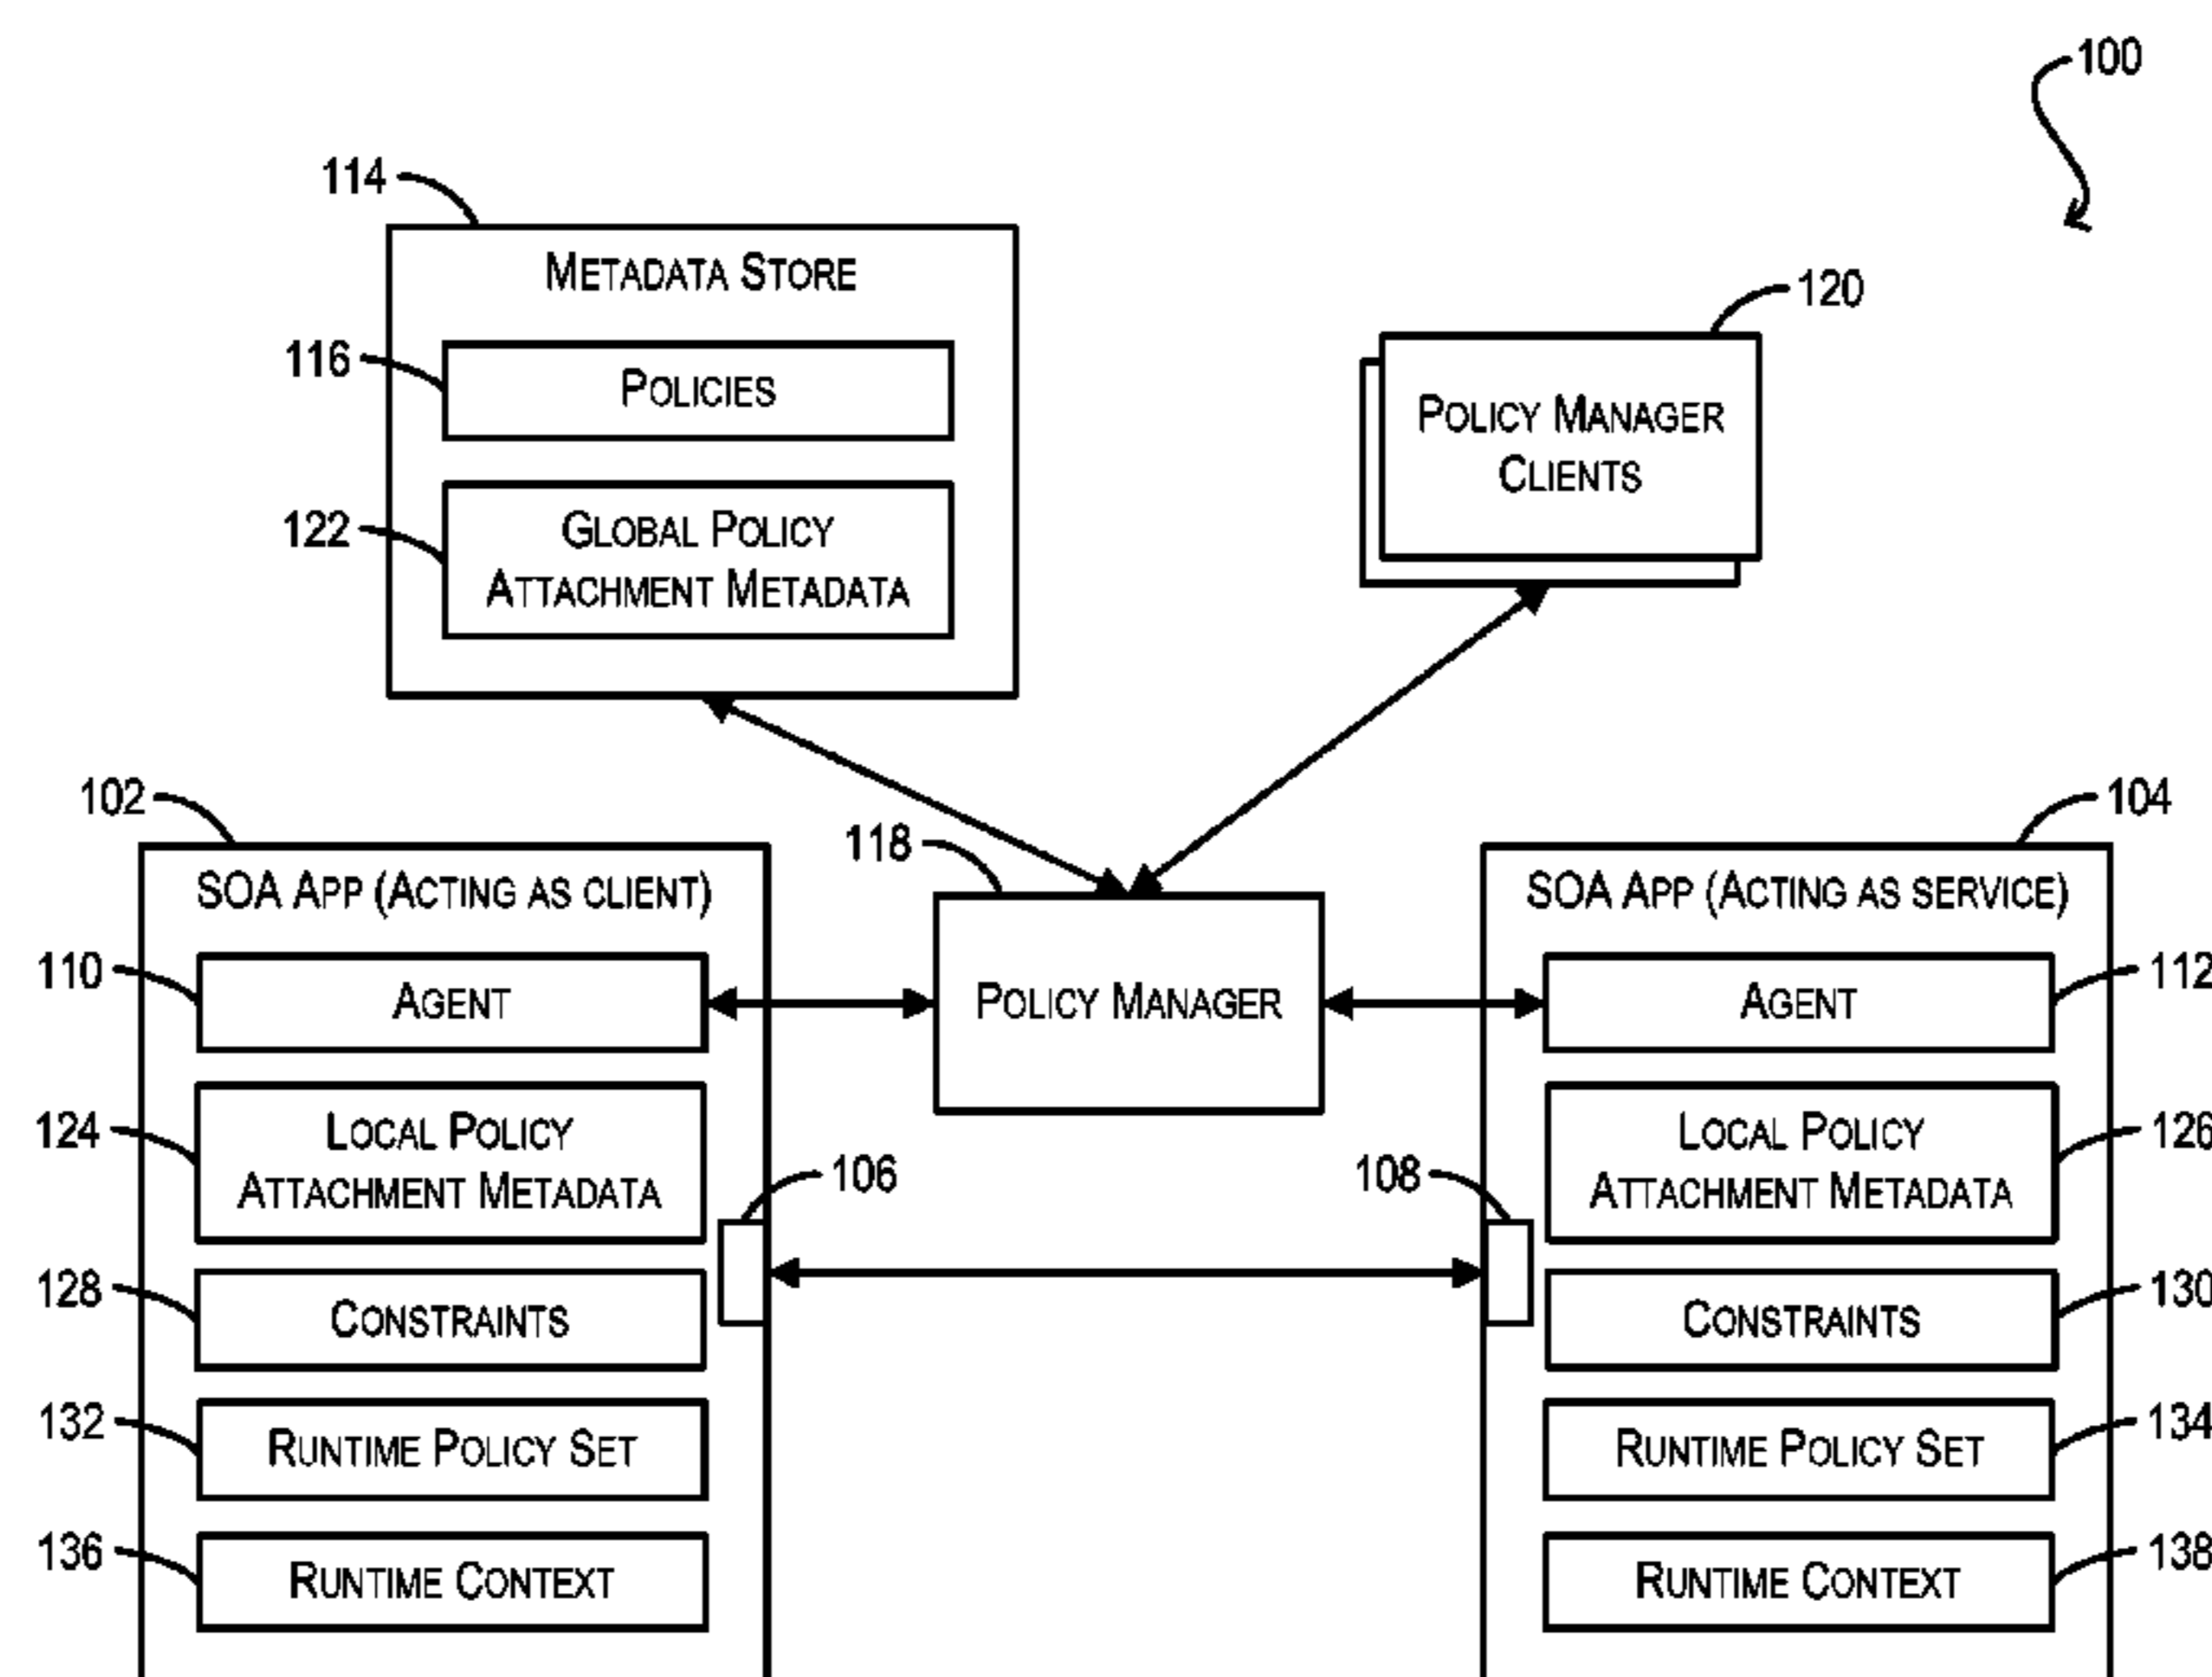 100
114
METADATA STORE
120
116
POLICIES
POLICY MANAGER
CLIENTS
122
GLOBAL POLICY
ATTACHMENT METADATA
102
104
118
SOA APP (ACTING AS CLIENT)
SOA APP (ACTING AS SERVICE)
110
AGENT
POLICY MANAGER
AGENT
112
124
LOCAL POLICY
ATTACHMENT METADATA
106
108
LOCAL POLICY
ATTACHMENT METADATA
126
128
CONSTRAINTS
CONSTRAINTS
130
132
RUNTIME POLICY SET
RUNTIME POLICY SET
134
136
RUNTIME CONTEXT
RUNTIME CONTEXT
138